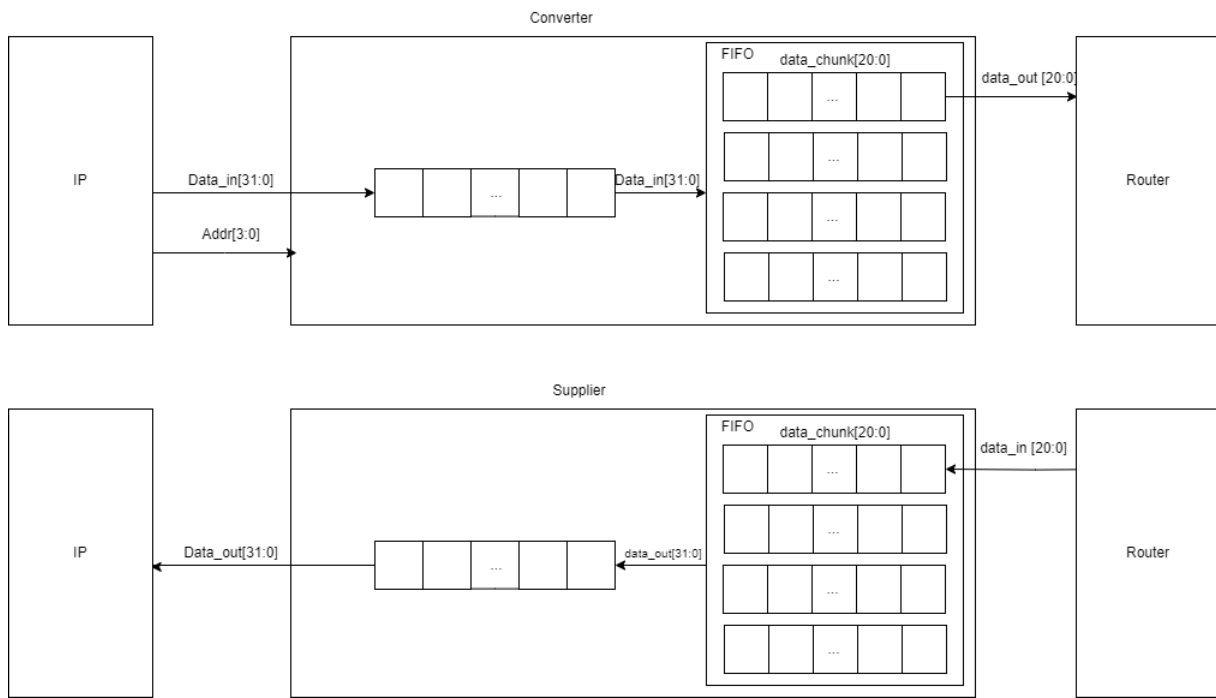 Converter
FIFO
data_chunk[20:0]
...
data_out [20:0]
...
IP
Data_in[31:0]
...
Data_in[31:0]
Router
...
Addr[3:0]
...
Supplier
FIFO
data_chunk[20:0]
...
data_in [20:0]
...
IP
Data_out[31:0]
...
data_out[31:0]
Router
...
...